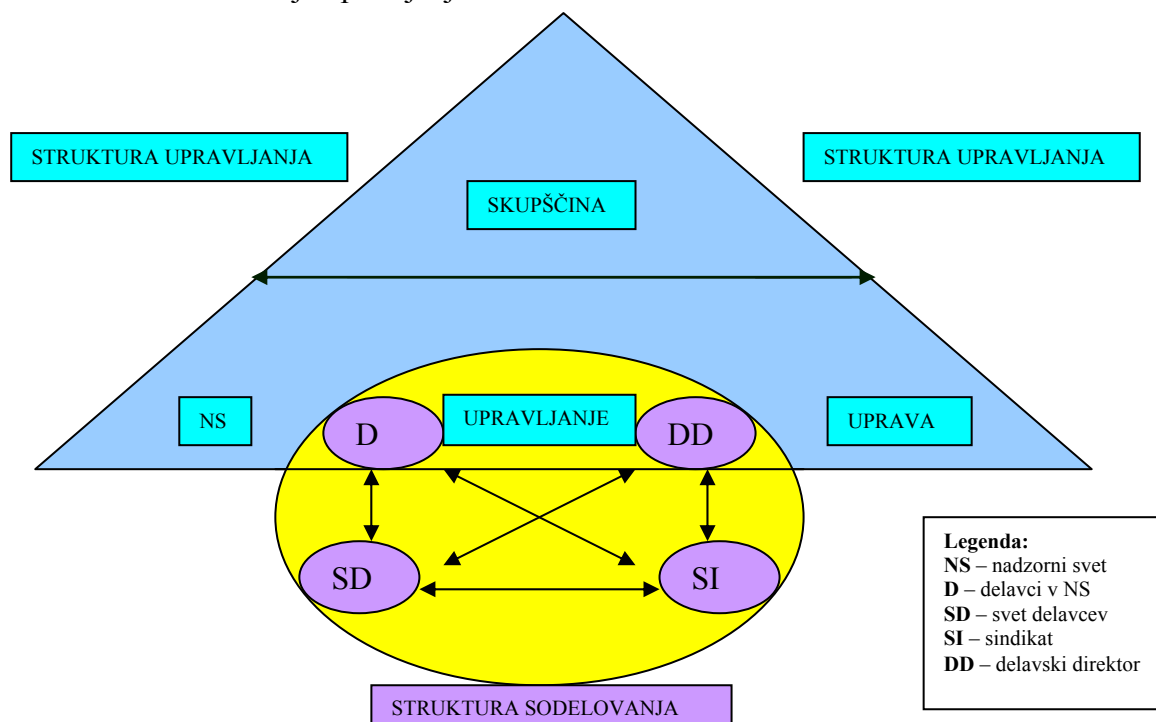 STRUKTURA UPRAVLJANJA
STRUKTURA UPRAVLJANJA
SKUPŠČINA
NS
D
UPRAVLJANJE
DD
UPRAVA
SD
SI
Legenda:
NS – nadzorni svet
D – delavci v NS
SD – svet delavcev
SI – sindikat
DD – delavski direktor
STRUKTURA SODELOVANJA